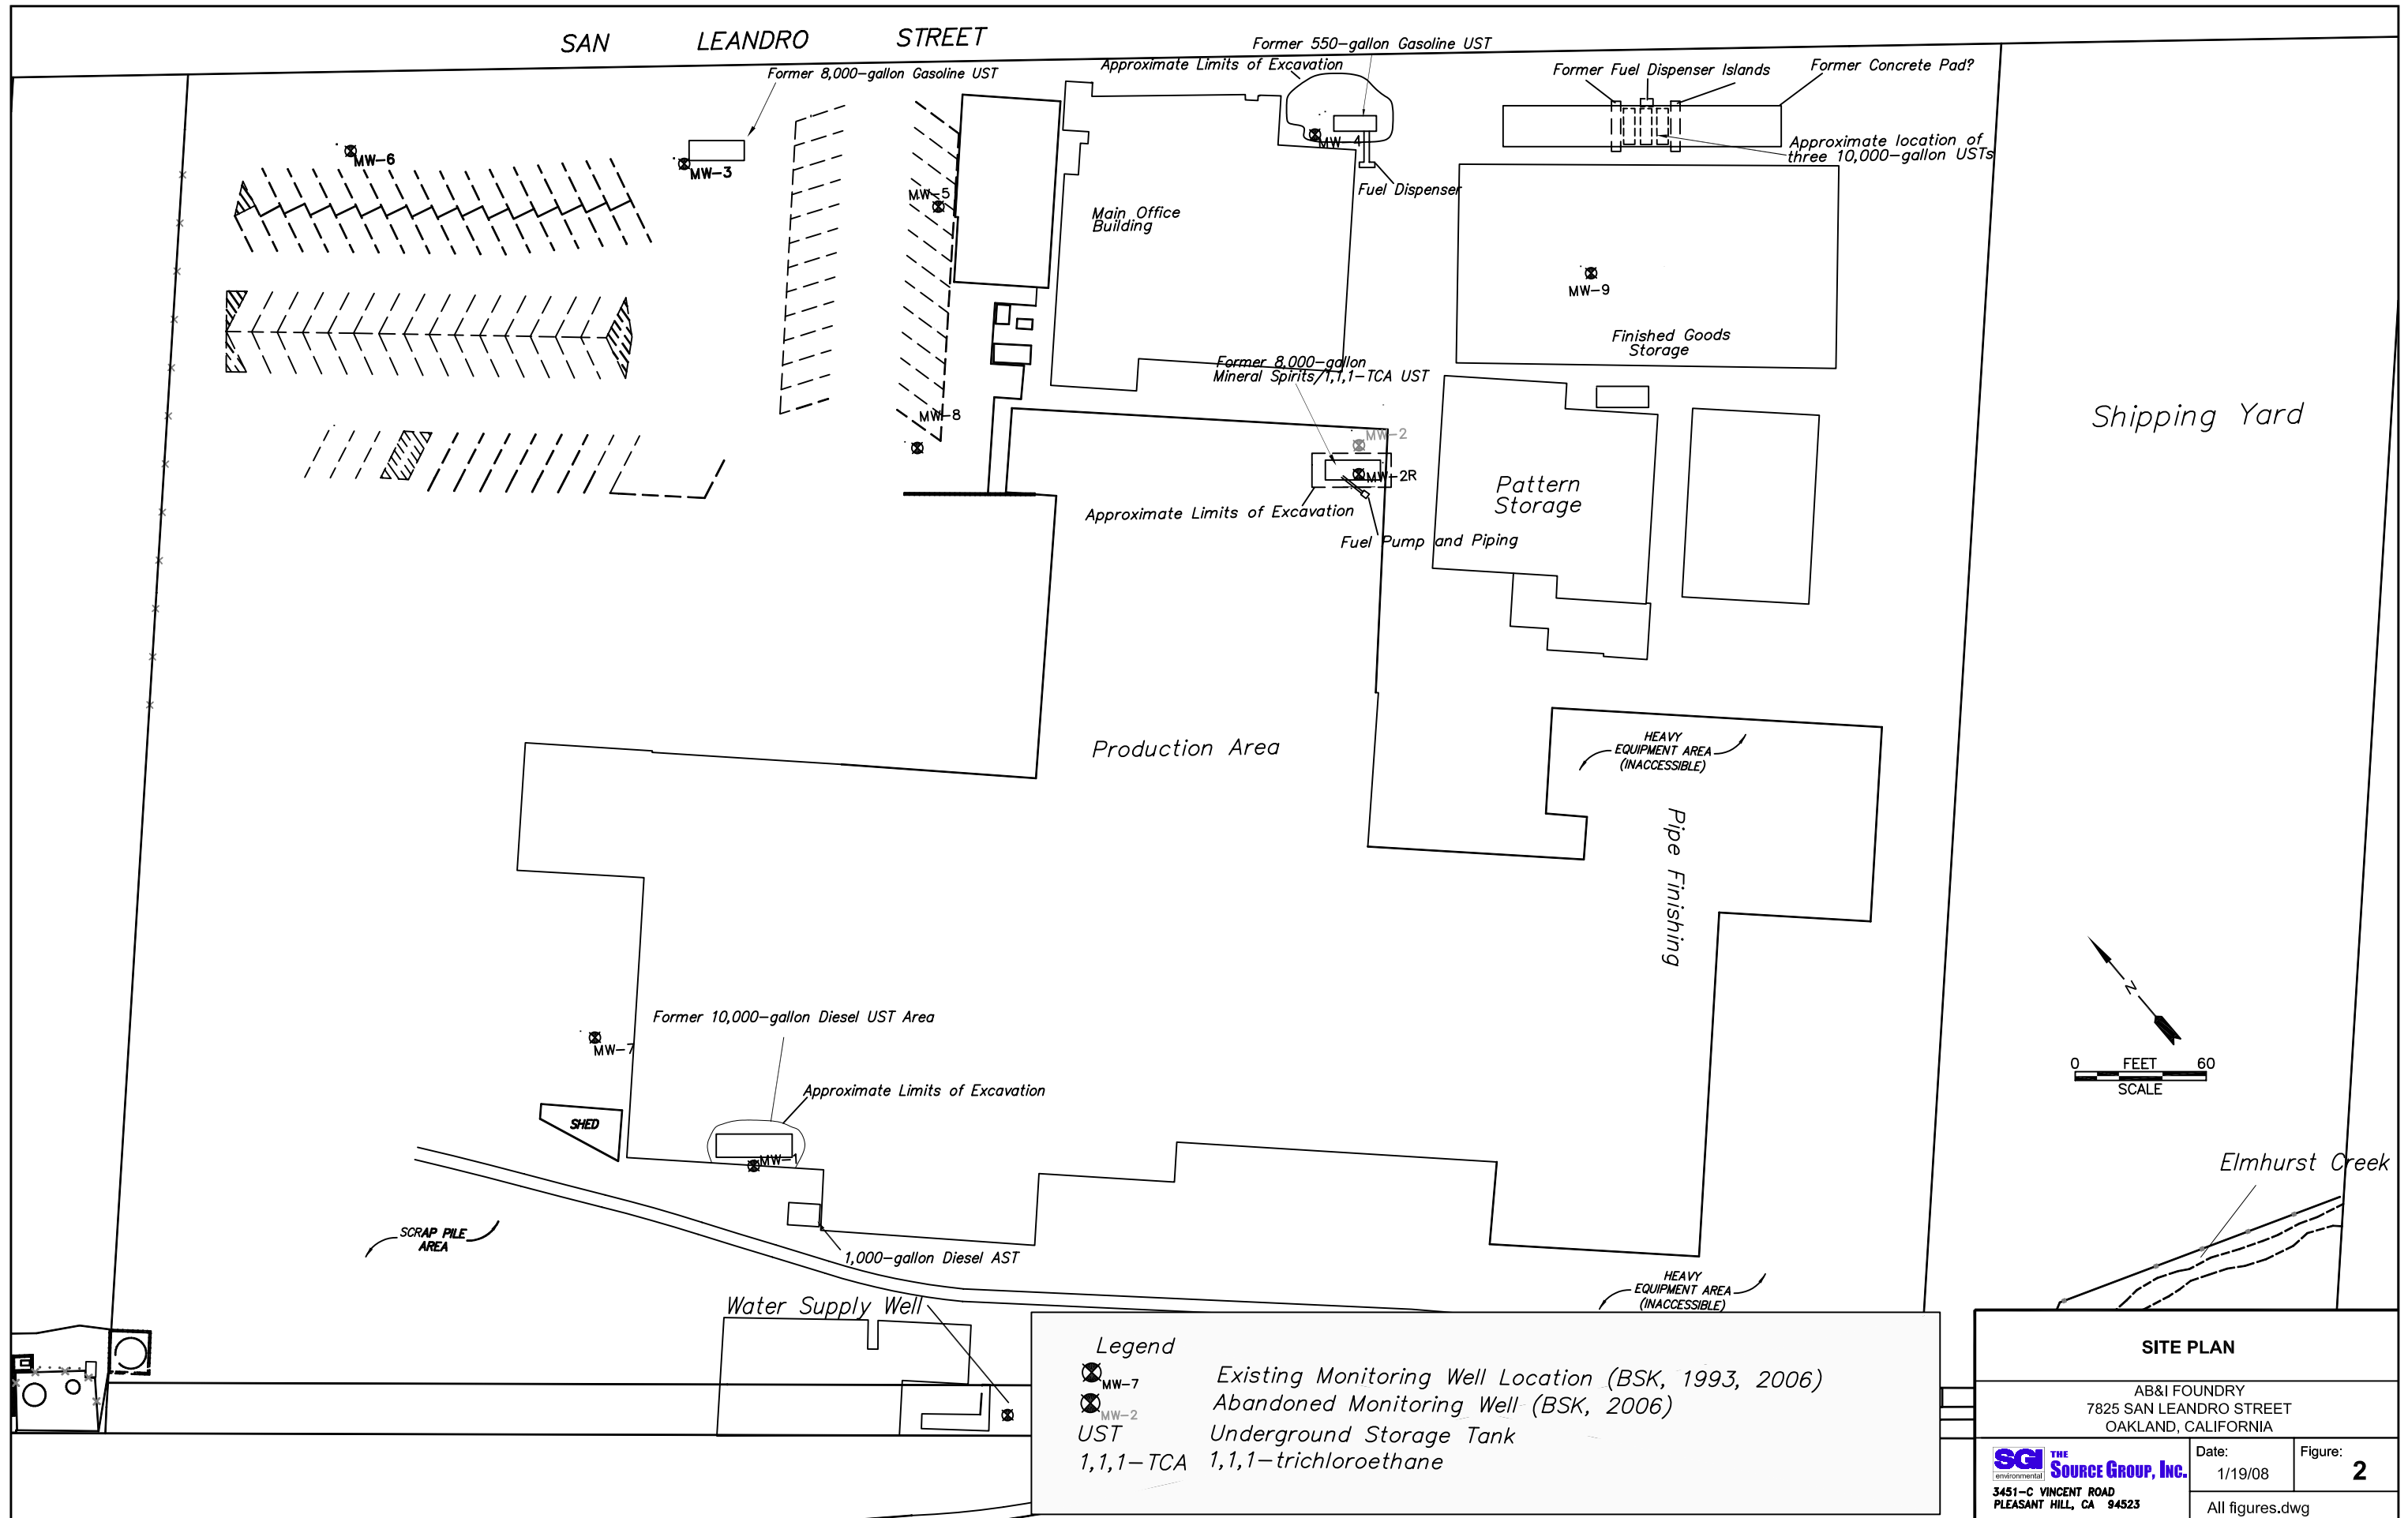 SAN LEANDRO STREET
Former 550-gallon Gasoline UST
Former 8,000-gallon Gasoline UST
Approximate Limits of Excavation
Former Fuel Dispenser Islands
Former Concrete Pad?
MW-6
MW-3
MW-4
Approximate location of
three 10,000-gallon USTs
Fuel Dispenser
MW-5
Main Office
Building
MW-9
Finished Goods
Storage
Former 8,000-gallon
Mineral Spirits/1,1,1-TCA UST
MW-8
MW-2
MW-2R
Shipping Yard
Pattern
Storage
Approximate Limits of Excavation
Fuel Pump and Piping
Production Area
HEAVY
EQUIPMENT AREA
(INACCESSIBLE)
Pipe Finishing
N
Former 10,000-gallon Diesel UST Area
MW-7
Approximate Limits of Excavation
0 FEET 60
SCALE
SHED
MW-1
Elmhurst Creek
SCRAP PILE
AREA
1,000-gallon Diesel AST
HEAVY
EQUIPMENT AREA
(INACCESSIBLE)
Water Supply Well
Legend
MW-7 Existing Monitoring Well Location (BSK, 1993, 2006)
MW-2 Abandoned Monitoring Well (BSK, 2006)
UST Underground Storage Tank
1,1,1-TCA 1,1,1-trichloroethane
SITE PLAN
AB&I FOUNDRY
7825 SAN LEANDRO STREET
OAKLAND, CALIFORNIA
SGI environmental THE SOURCE GROUP, INC.
3451-C VINCENT ROAD
PLEASANT HILL, CA 94523
Date:
1/19/08
Figure:
2
All figures.dwg